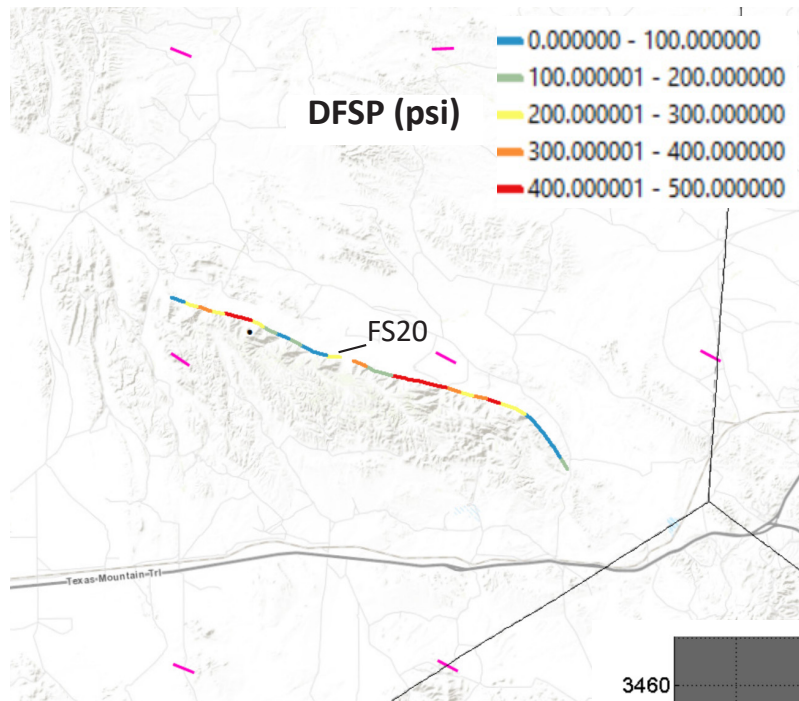 0.000000 - 100.000000
100.000001 - 200.000000
DFSP (psi)
200.000001 - 300.000000
300.000001 - 400.000000
400.000001 - 500.000000
FS20
Texas-Mountain-Trl
3460